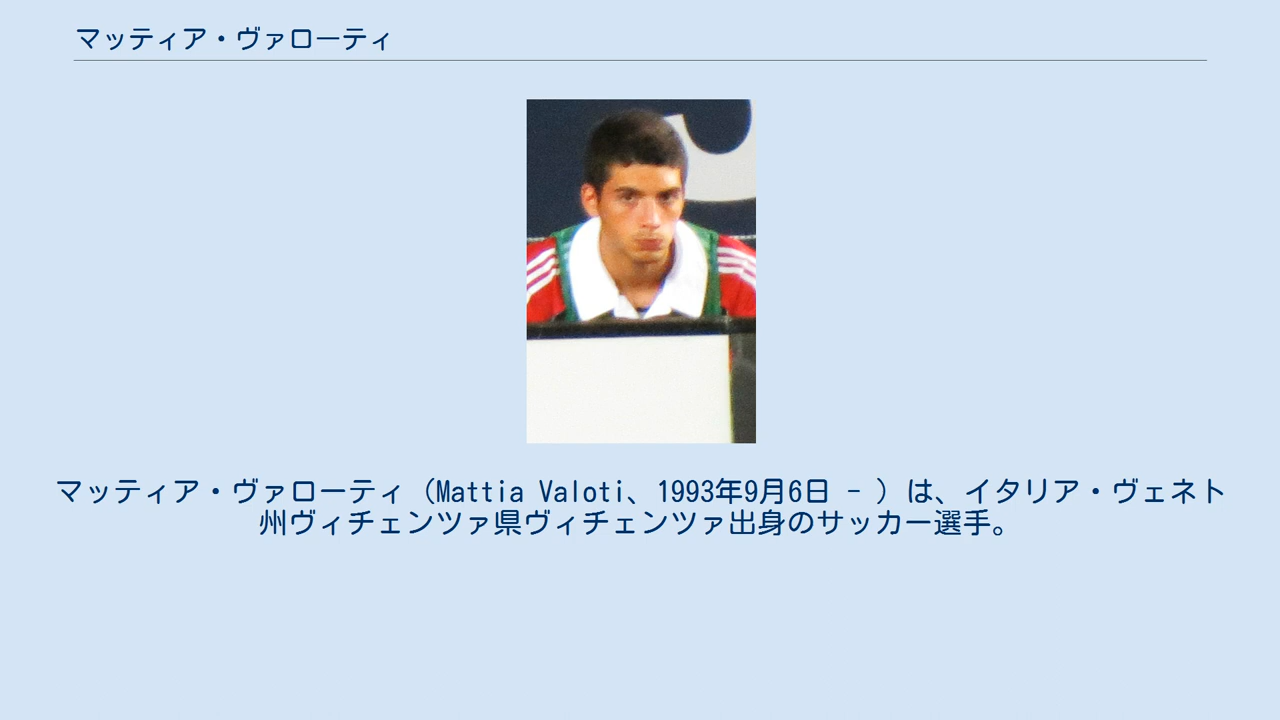 マッティア・ヴァローティ
マッティア・ヴァローティ（Mattia Valoti、1993年9月6日 - ）は、イタリア・ヴェネト
州ヴィチェンツァ県ヴィチェンツァ出身のサッカー選手。